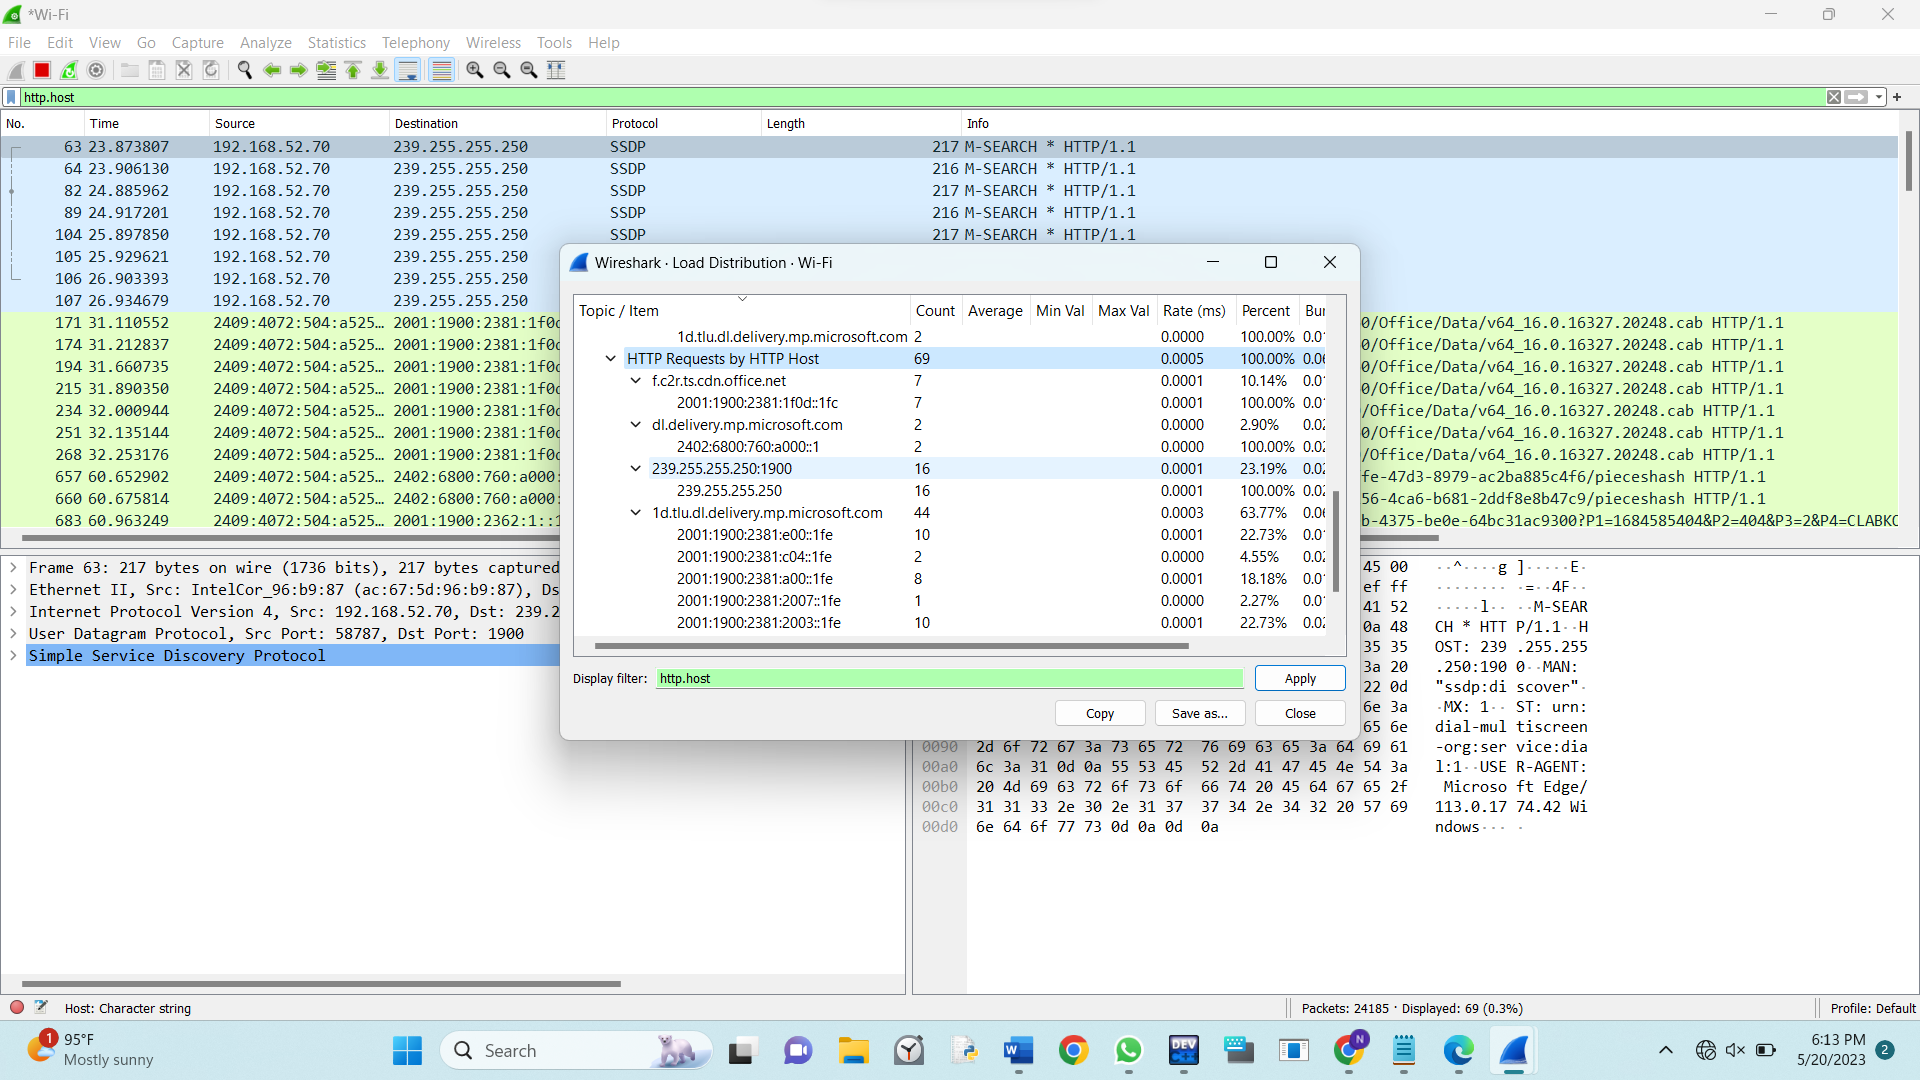 *Wi-Fi
File Edit View Go Capture Analyze Statistics Telephony Wireless Tools Help
http.host
No. Time Source Destination Protocol Length Info
63 23.873807 192.168.52.70 239.255.255.250 SSDP 217 M-SEARCH * HTTP/1.1
64 23.906130 192.168.52.70 239.255.255.250 SSDP 216 M-SEARCH * HTTP/1.1
82 24.885962 192.168.52.70 239.255.255.250 SSDP 217 M-SEARCH * HTTP/1.1
89 24.917201 192.168.52.70 239.255.255.250 SSDP 216 M-SEARCH * HTTP/1.1
104 25.897850 192.168.52.70 239.255.255.250 SSDP 217 M-SEARCH * HTTP/1.1
105 25.929621 192.168.52.70 239.255.255.250
106 26.903393 192.168.52.70 239.255.255.250
107 26.934679 192.168.52.70 239.255.255.250
171 31.110552 2409:4072:504:a525… 2001:1900:2381:1f0 0/Office/Data/v64_16.0.16327.20248.cab HTTP/1.1
174 31.212837 2409:4072:504:a525… 2001:1900:2381:1f0 0/Office/Data/v64_16.0.16327.20248.cab HTTP/1.1
194 31.660735 2409:4072:504:a525… 2001:1900:2381:1f0 0/Office/Data/v64_16.0.16327.20248.cab HTTP/1.1
215 31.890350 2409:4072:504:a525… 2001:1900:2381:1f0 0/Office/Data/v64_16.0.16327.20248.cab HTTP/1.1
234 32.000944 2409:4072:504:a525… 2001:1900:2381:1f0 /Office/Data/v64_16.0.16327.20248.cab HTTP/1.1
251 32.135144 2409:4072:504:a525… 2001:1900:2381:1f0 0/Office/Data/v64_16.0.16327.20248.cab HTTP/1.1
268 32.253176 2409:4072:504:a525… 2001:1900:2381:1f0 /Office/Data/v64_16.0.16327.20248.cab HTTP/1.1
657 60.652902 2409:4072:504:a525… 2402:6800:760:a000: fe-47d3-8979-ac2ba885c4f6/pieceshash HTTP/1.1
660 60.675814 2409:4072:504:a525… 2402:6800:760:a000: 56-4ca6-b681-2ddf8e8b47c9/pieceshash HTTP/1.1
683 60.963249 2409:4072:504:a525… 2001:1900:2362:1::1 b-4375-be0e-64bc31ac9300?P1=1684585404&P2=404&P3=2&P4=CLABK
Wireshark · Load Distribution · Wi-Fi
Topic / Item Count Average Min Val Max Val Rate (ms) Percent Bur
1d.tlu.dl.delivery.mp.microsoft.com 2 0.0000 100.00% 0.0
HTTP Requests by HTTP Host 69 0.0005 100.00% 0.0
f.c2r.ts.cdn.office.net 7 0.0001 10.14% 0.0
2001:1900:2381:1f0d::1fc 7 0.0001 100.00% 0.0
dl.delivery.mp.microsoft.com 2 0.0000 2.90% 0.0
2402:6800:760:a000::1 2 0.0000 100.00% 0.0
239.255.255.250:1900 16 0.0001 23.19% 0.0
239.255.255.250 16 0.0001 100.00% 0.0
1d.tlu.dl.delivery.mp.microsoft.com 44 0.0003 63.77% 0.0
2001:1900:2381:e00::1fe 10 0.0001 22.73% 0.0
2001:1900:2381:c04::1fe 2 0.0000 4.55% 0.0
2001:1900:2381:a00::1fe 8 0.0001 18.18% 0.0
2001:1900:2381:2007::1fe 1 0.0000 2.27% 0.0
2001:1900:2381:2003::1fe 10 0.0001 22.73% 0.0
Display filter: http.host Apply
Copy Save as... Close
Frame 63: 217 bytes on wire (1736 bits), 217 bytes captured
Ethernet II, Src: IntelCor_96:b9:87 (ac:67:5d:96:b9:87), Ds
Internet Protocol Version 4, Src: 192.168.52.70, Dst: 239.2
User Datagram Protocol, Src Port: 58787, Dst Port: 1900
Simple Service Discovery Protocol
45 00 ··^····g ]·····E·
ef ff ········ ·=··4F··
41 52 ·····l·· ··M-SEAR
0a 48 CH * HTT P/1.1··H
35 35 OST: 239 .255.255
3a 20 .250:190 0··MAN:
22 0d "ssdp:di scover"·
6e 3a ·MX: 1·· ST: urn:
65 6e dial-mul tiscreen
0090 2d 6f 72 67 3a 73 65 72 76 69 63 65 3a 64 69 61 -org:ser vice:dia
00a0 6c 3a 31 0d 0a 55 53 45 52 2d 41 47 45 4e 54 3a l:1··USE R-AGENT:
00b0 20 4d 69 63 72 6f 73 6f 66 74 20 45 64 67 65 2f Microso ft Edge/
00c0 31 31 33 2e 30 2e 31 37 37 34 2e 34 32 20 57 69 113.0.17 74.42 Wi
00d0 6e 64 6f 77 73 0d 0a 0d 0a ndows··· ·
Host: Character string Packets: 24185 · Displayed: 69 (0.3%) Profile: Default
1 95°F
Mostly sunny
Search
W
DEV
C++
N
6:13 PM
5/20/2023
2